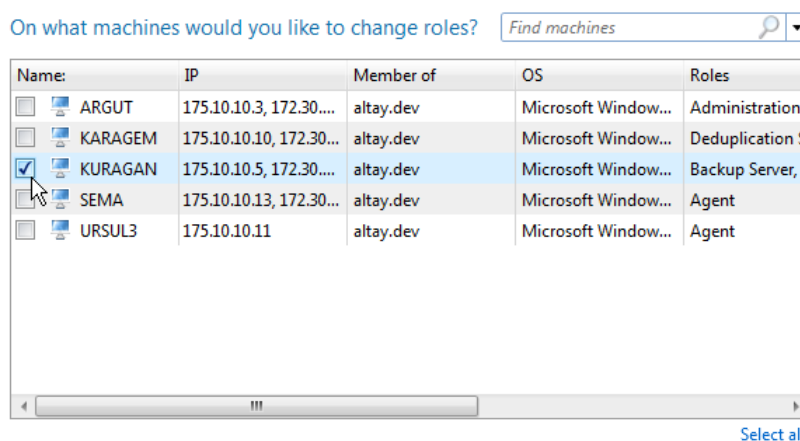 On what machines would you like to change roles? Find machines
Name: IP Member of OS Roles
ARGUT 175.10.10.3, 172.30.... altay.dev Microsoft Window... Administration
KARAGEM 175.10.10.10, 172.30... altay.dev Microsoft Window... Deduplication S
KURAGAN 175.10.10.5, 172.30.... altay.dev Microsoft Window... Backup Server,
SEMA 175.10.10.13, 172.30... altay.dev Microsoft Window... Agent
URSUL3 175.10.10.11 altay.dev Microsoft Window... Agent
Select al